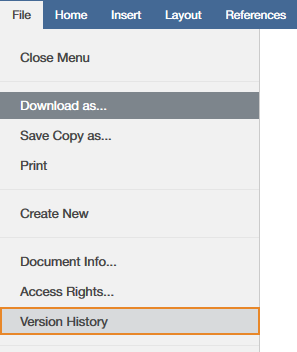 File Home Insert Layout References
Close Menu
Download as...
Save Copy as...
Print
Create New
Document Info...
Access Rights...
Version History